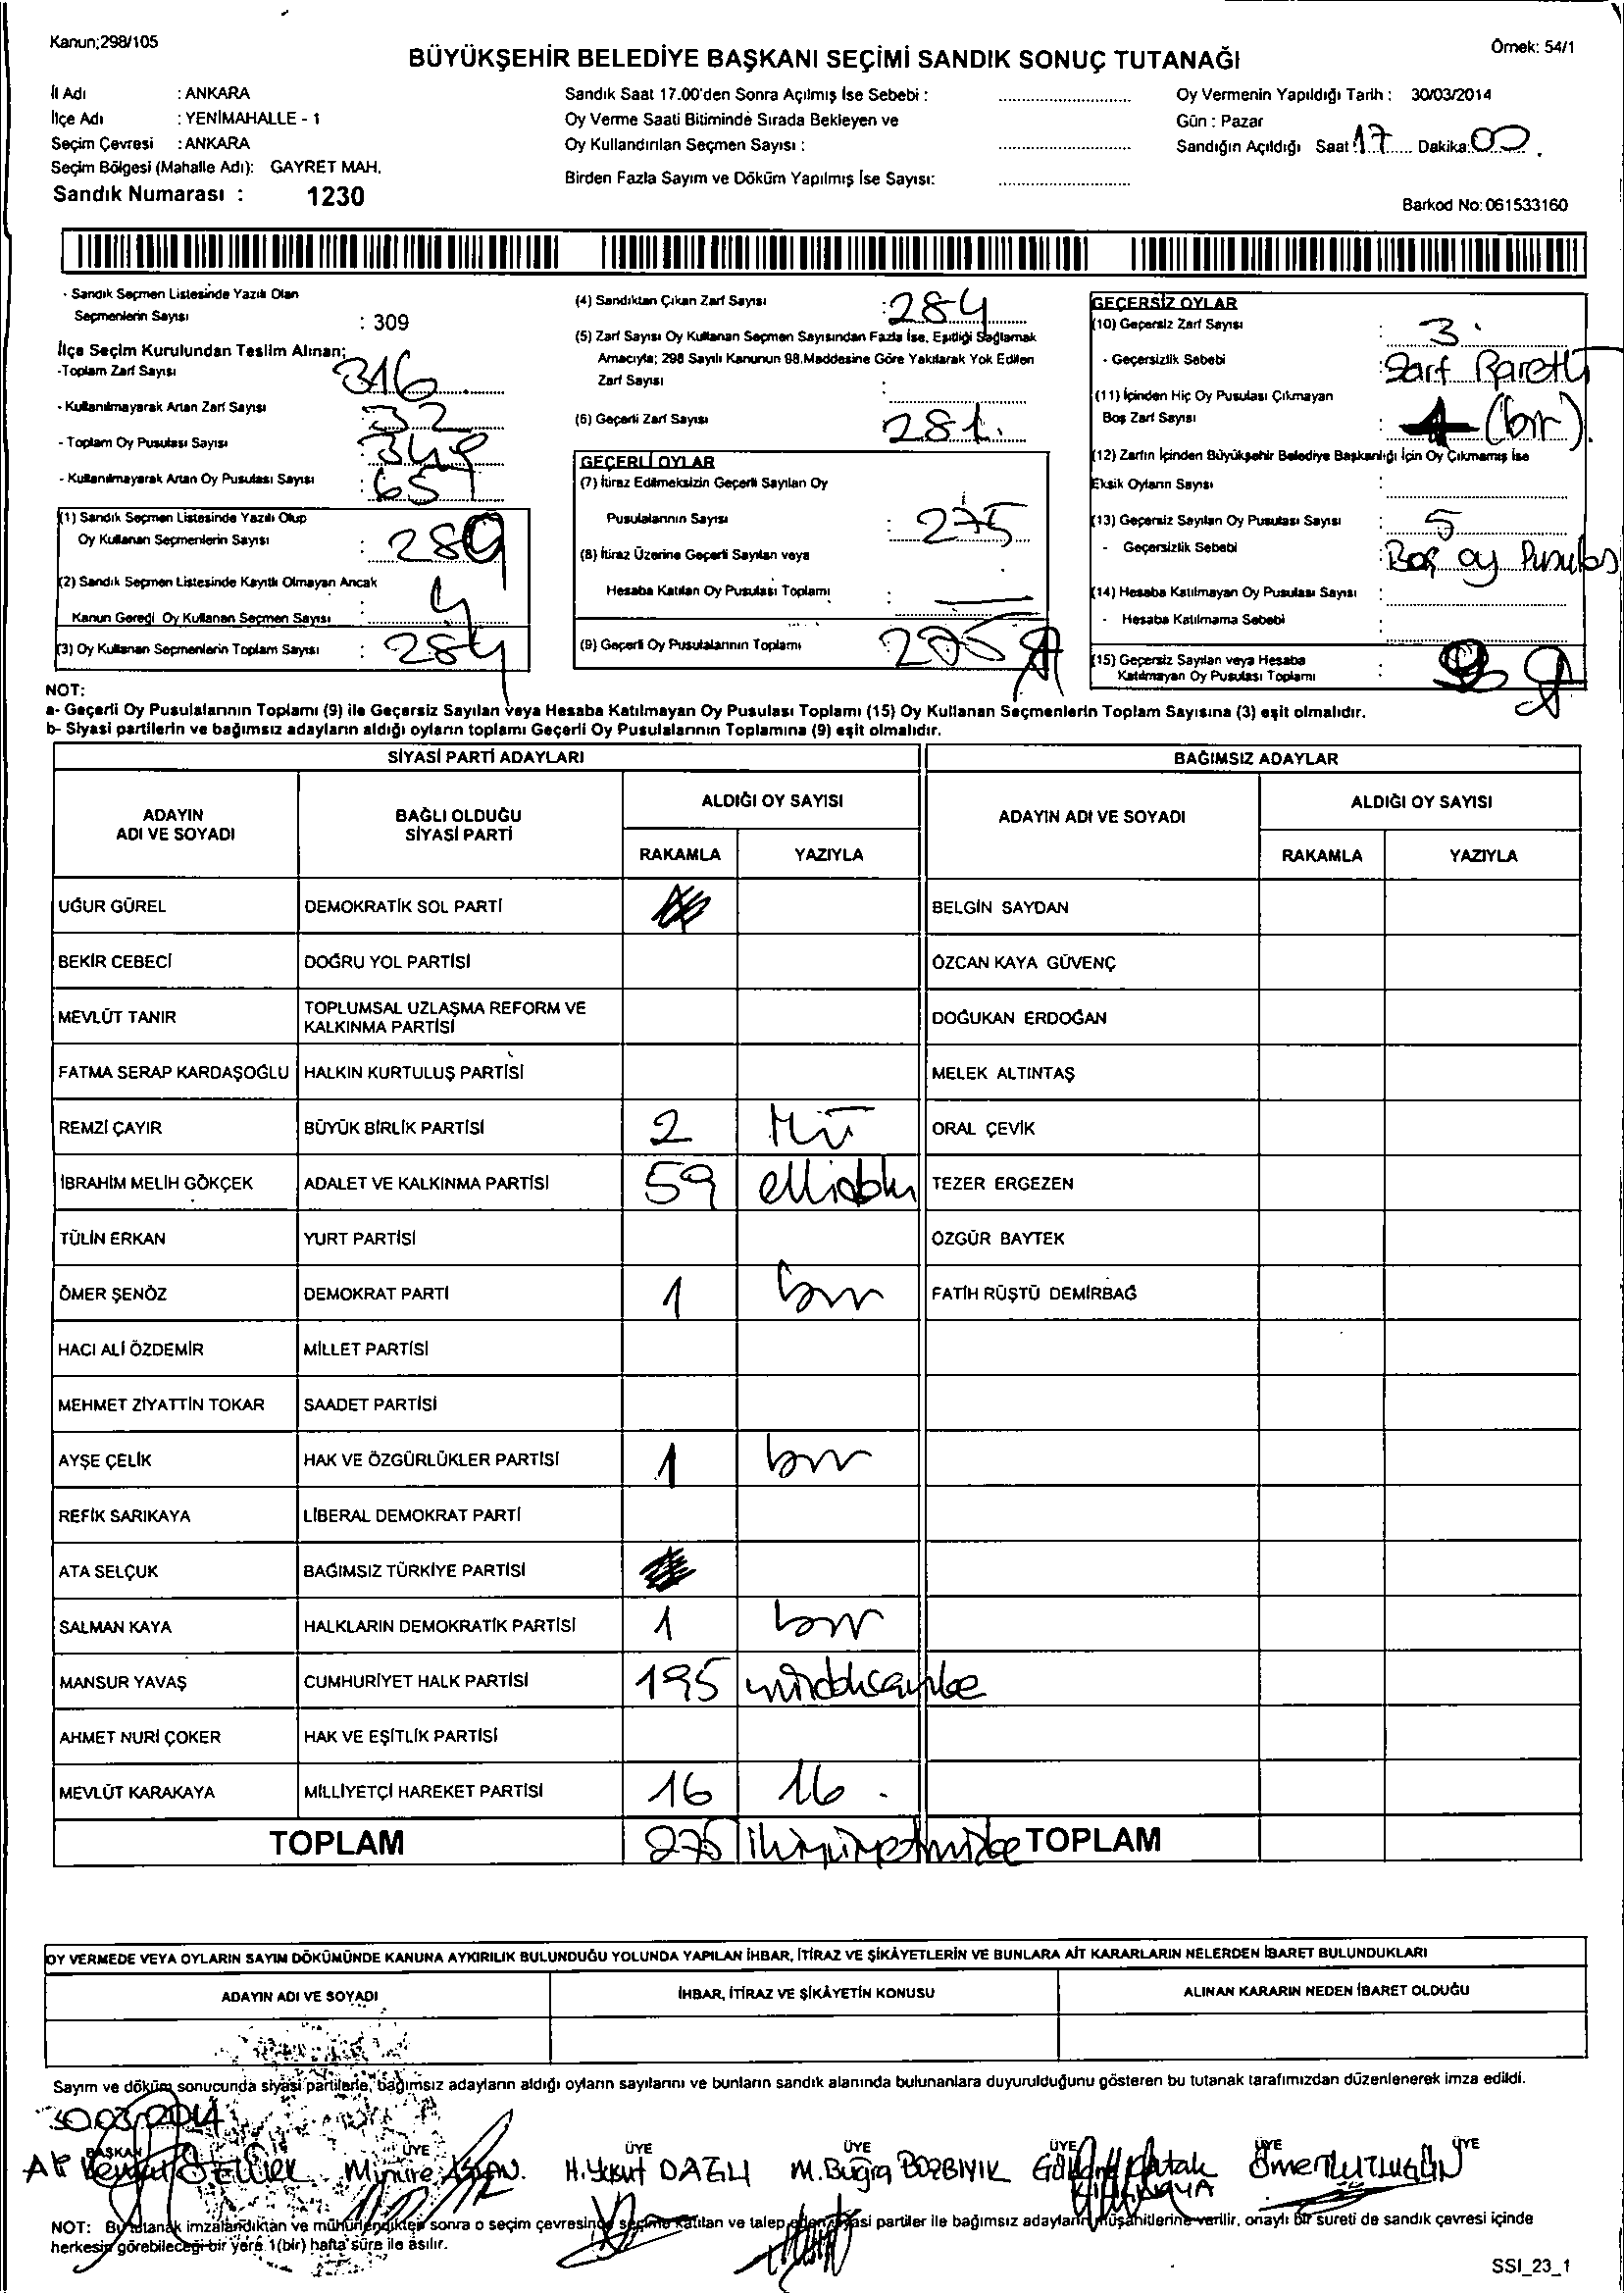 Kanun;298/105
Örnek: 54/1
BÜYÜKŞEHİR BELEDİYE BAŞKANI SEÇİMİ SANDIK SONUÇ TUTANAĞI
İl Adı : ANKARA
İlçe Adı : YENİMAHALLE - 1
Seçim Çevresi : ANKARA
Seçim Bölgesi (Mahalle Adı): GAYRET MAH.
Sandık Numarası : 1230
Sandık Saat 17.00'den Sonra Açılmış İse Sebebi :
Oy Verme Saati Bitiminde Sırada Bekleyen ve
Oy Kullandırılan Seçmen Sayısı :
Birden Fazla Sayım ve Döküm Yapılmış İse Sayısı:
Oy Vermenin Yapıldığı Tarih : 30/03/2014
Gün : Pazar
Sandığın Açıldığı Saat 17 Dakika: 00
Barkod No: 061533160
- Sandık Seçmen Listesinde Yazılı Olan
Seçmenlerin Sayısı : 309
İlçe Seçim Kurulundan Teslim Alınan;
-Toplam Zarf Sayısı 316
- Kullanılmayarak Artan Zarf Sayısı 32
- Toplam Oy Pusulası Sayısı
- Kullanılmayarak Artan Oy Pusulası Sayısı :
(1) Sandık Seçmen Listesinde Yazılı Olup
Oy Kullanan Seçmenlerin Sayısı :
(2) Sandık Seçmen Listesinde Kayıtlı Olmayan Ancak
Kanun Gereği Oy Kullanan Seçmen Sayısı : 4
(3) Oy Kullanan Seçmenlerin Toplam Sayısı : 284
(4) Sandıktan Çıkan Zarf Sayısı : 284
(5) Zarf Sayısı Oy Kullanan Seçmen Sayısından Fazla İse, Eşitliği Sağlamak
Amacıyla; 298 Sayılı Kanunun 98.Maddesine Göre Yakılarak Yok Edilen
Zarf Sayısı :
(6) Geçerli Zarf Sayısı : 281
GEÇERLİ OYLAR
(7) İtiraz Edilmeksizin Geçerli Sayılan Oy
Pusulalarının Sayısı : 275
(8) İtiraz Üzerine Geçerli Sayılan veya
Hesaba Katılan Oy Pusulası Toplamı : —
(9) Geçerli Oy Pusulalarının Toplamı 275
GEÇERSİZ OYLAR
(10) Geçersiz Zarf Sayısı : 3
- Geçersizlik Sebebi : Zarf
(11) İçinden Hiç Oy Pusulası Çıkmayan
Boş Zarf Sayısı : 1 (bir).
(12) Zarfın İçinden Büyükşehir Belediye Başkanlığı İçin Oy Çıkmamış İse
Eksik Oyların Sayısı :
(13) Geçersiz Sayılan Oy Pusulası Sayısı : 5
- Geçersizlik Sebebi : Boş oy
(14) Hesaba Katılmayan Oy Pusulası Sayısı :
- Hesaba Katılmama Sebebi :
(15) Geçersiz Sayılan veya Hesaba
Katılmayan Oy Pusulası Toplamı :
NOT:
a- Geçerli Oy Pusulalarının Toplamı (9) ile Geçersiz Sayılan veya Hesaba Katılmayan Oy Pusulası Toplamı (15) Oy Kullanan Seçmenlerin Toplam Sayısına (3) eşit olmalıdır.
b- Siyasi partilerin ve bağımsız adayların aldığı oyların toplamı Geçerli Oy Pusulalarının Toplamına (9) eşit olmalıdır.
SİYASİ PARTİ ADAYLARI
BAĞIMSIZ ADAYLAR
ADAYIN
ADI VE SOYADI
BAĞLI OLDUĞU
SİYASİ PARTİ
ALDIĞI OY SAYISI
RAKAMLA YAZIYLA
ADAYIN ADI VE SOYADI
ALDIĞI OY SAYISI
RAKAMLA YAZIYLA
UĞUR GÜREL DEMOKRATİK SOL PARTİ BELGİN SAYDAN
BEKİR CEBECİ DOĞRU YOL PARTİSİ ÖZCAN KAYA GÜVENÇ
MEVLÜT TANIR TOPLUMSAL UZLAŞMA REFORM VE
KALKINMA PARTİSİ DOĞUKAN ERDOĞAN
FATMA SERAP KARDAŞOĞLU HALKIN KURTULUŞ PARTİSİ MELEK ALTINTAŞ
REMZİ ÇAYIR BÜYÜK BİRLİK PARTİSİ 2 ORAL ÇEVİK
İBRAHİM MELİH GÖKÇEK ADALET VE KALKINMA PARTİSİ 59 TEZER ERGEZEN
TÜLİN ERKAN YURT PARTİSİ ÖZGÜR BAYTEK
ÖMER ŞENÖZ DEMOKRAT PARTİ 1 bir FATİH RÜŞTÜ DEMİRBAĞ
HACI ALİ ÖZDEMİR MİLLET PARTİSİ
MEHMET ZİYATTİN TOKAR SAADET PARTİSİ
AYŞE ÇELİK HAK VE ÖZGÜRLÜKLER PARTİSİ 1 bir
REFİK SARIKAYA LİBERAL DEMOKRAT PARTİ
ATA SELÇUK BAĞIMSIZ TÜRKİYE PARTİSİ
SALMAN KAYA HALKLARIN DEMOKRATİK PARTİSİ 1 bir
MANSUR YAVAŞ CUMHURİYET HALK PARTİSİ 195
AHMET NURİ ÇOKER HAK VE EŞİTLİK PARTİSİ
MEVLÜT KARAKAYA MİLLİYETÇİ HAREKET PARTİSİ 16 16
TOPLAM 275 TOPLAM
OY VERMEDE VEYA OYLARIN SAYIM DÖKÜMÜNDE KANUNA AYKIRILIK BULUNDUĞU YOLUNDA YAPILAN İHBAR, İTİRAZ VE ŞİKÂYETLERİN VE BUNLARA AİT KARARLARIN NELERDEN İBARET BULUNDUKLARI
ADAYIN ADI VE SOYADI İHBAR, İTİRAZ VE ŞİKÂYETİN KONUSU ALINAN KARARIN NEDEN İBARET OLDUĞU
Sayım ve döküm sonucunda siyasi partilerle, bağımsız adayların aldığı oyların sayılarını ve bunların sandık alanında bulunanlara duyurulduğunu gösteren bu tutanak tarafımızdan düzenlenerek imza edildi.
30.03.2014
BAŞKAN ÜYE ÜYE ÜYE ÜYE ÜYE ÜYE
Münire H. Yusuf DAĞLI M. Buğra BOZBIYIK Ömer
NOT: Bu tutanak imzalandıktan ve mühürlendikten sonra o seçim çevresinde seçime katılan ve talep eden siyasi partiler ile bağımsız adayların müşahitlerine verilir, onaylı bir sureti de sandık çevresi içinde
herkesin görebileceği bir yere 1(bir) hafta süre ile asılır.
SSI_23_1